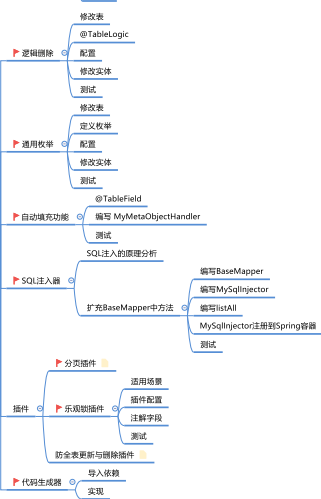 逻辑删除
修改表
@TableLogic
配置
修改实体
测试
通用枚举
修改表
定义枚举
配置
修改实体
测试
自动填充功能
@TableField
编写 MyMetaObjectHandler
测试
SQL注入器
SQL注入的原理分析
扩充BaseMapper中方法
编写BaseMapper
编写MySqlInjector
编写listAll
MySqlInjector注册到Spring容器
测试
插件
分页插件
乐观锁插件
适用场景
插件配置
注解字段
测试
防全表更新与删除插件
代码生成器
导入依赖
实现